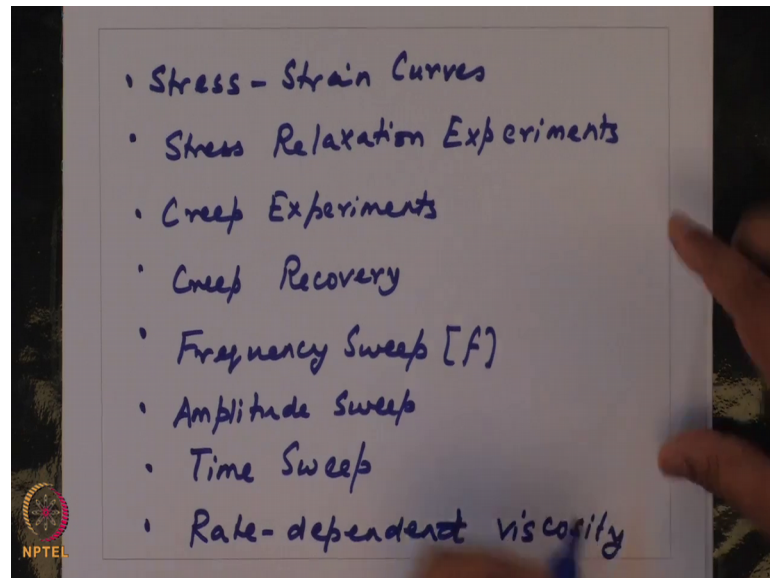 • Stress - Strain Curves
• Stress Relaxation Experiments
• Creep Experiments
• Creep Recovery
• Frequency Sweep [f]
• Amplitude Sweep
• Time Sweep
• Rate-dependent viscosity
NPTEL